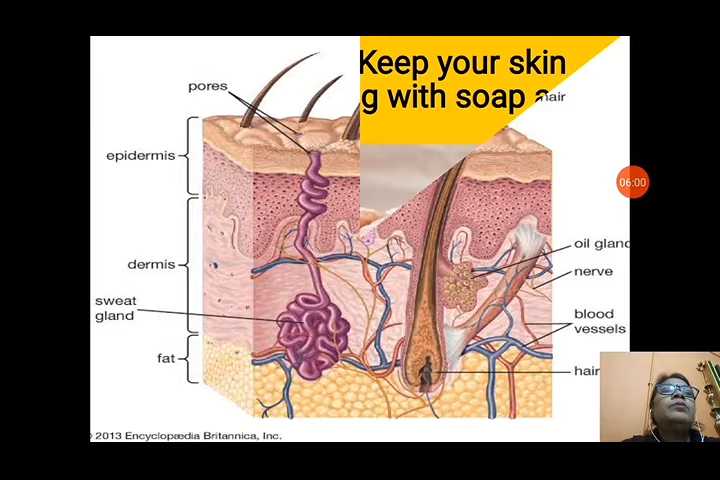 Keep your skin
g with soap a
pores
hair
epidermis
06:00
oil gland
dermis
nerve
sweat
gland
blood
vessels
fat
hair
2013 Encyclopædia Britannica, Inc.